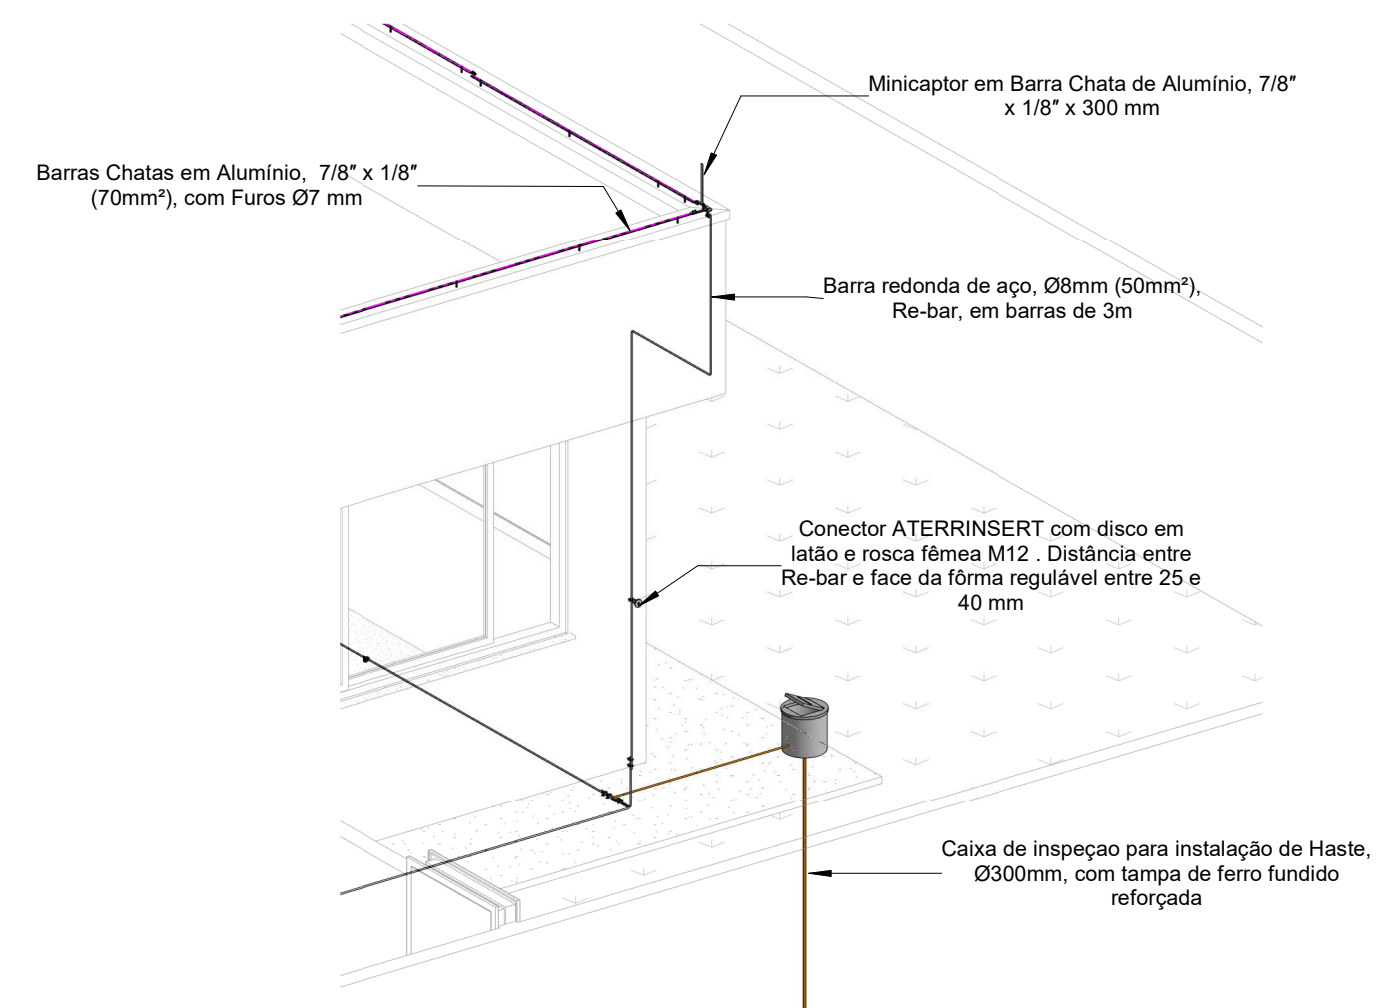 Minicaptor em Barra Chata de Alumínio, 7/8"
x 1/8" x 300 mm
Barras Chatas em Alumínio, 7/8" x 1/8"
(70mm²), com Furos Ø7 mm
Barra redonda de aço, Ø8mm (50mm²),
Re-bar, em barras de 3m
Conector ATERRINSERT com disco em
latão e rosca fêmea M12 . Distância entre
Re-bar e face da fôrma regulável entre 25 e
40 mm
Caixa de inspeçao para instalação de Haste,
Ø300mm, com tampa de ferro fundido
reforçada